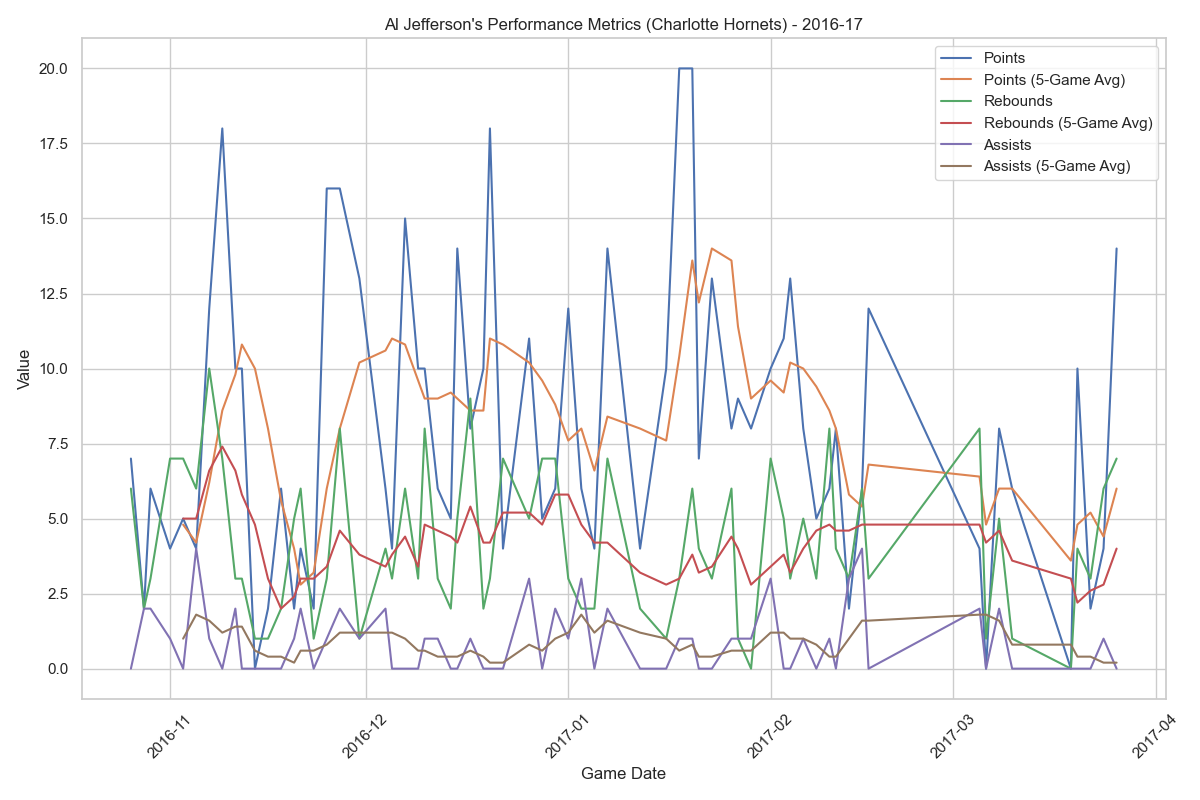 Al Jefferson's Performance Metrics (Charlotte Hornets) - 2016-17
Points
Points (5-Game Avg)
Rebounds
Rebounds (5-Game Avg)
Assists
Assists (5-Game Avg)
Value
20.0
17.5
15.0
12.5
10.0
7.5
5.0
2.5
0.0
2016-11
2016-12
2017-01
2017-02
2017-03
2017-04
Game Date